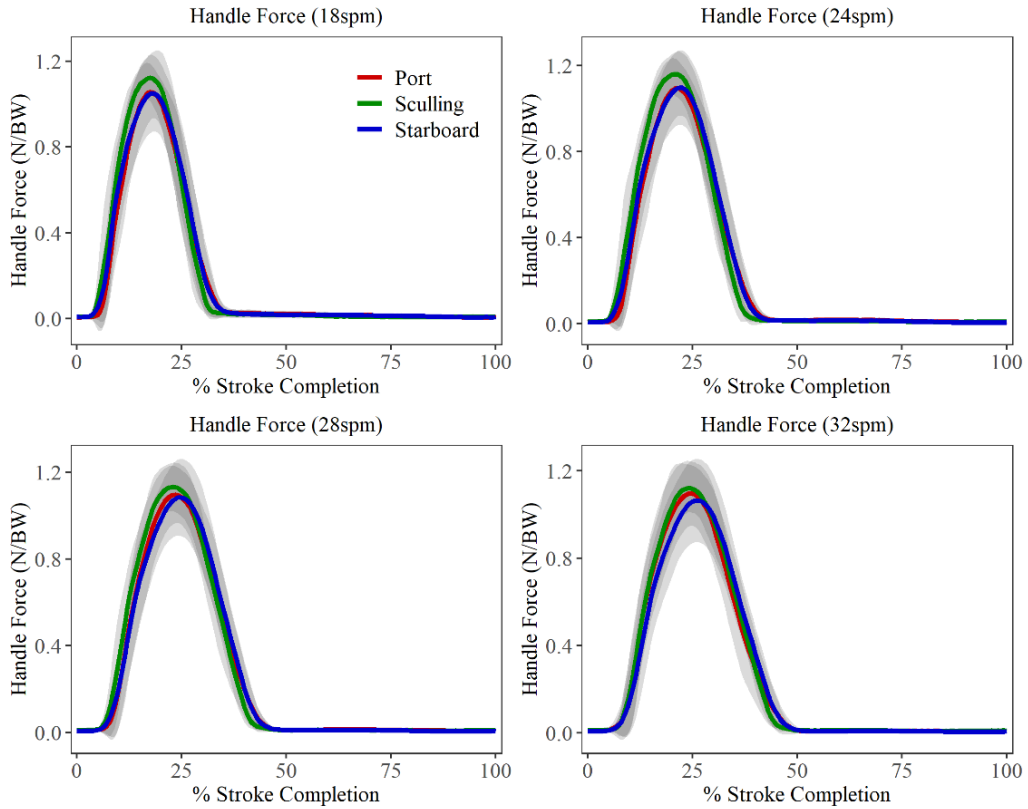 Handle Force (18spm)
Handle Force (N/BW)
1.2
0.8
0.4
0.0
Port
Sculling
Starboard
0 25 50 75 100
% Stroke Completion
Handle Force (24spm)
Handle Force (N/BW)
1.2
0.8
0.4
0.0
0 25 50 75 100
% Stroke Completion
Handle Force (28spm)
Handle Force (N/BW)
1.2
0.8
0.4
0.0
0 25 50 75 100
% Stroke Completion
Handle Force (32spm)
Handle Force (N/BW)
1.2
0.8
0.4
0.0
0 25 50 75 100
% Stroke Completion